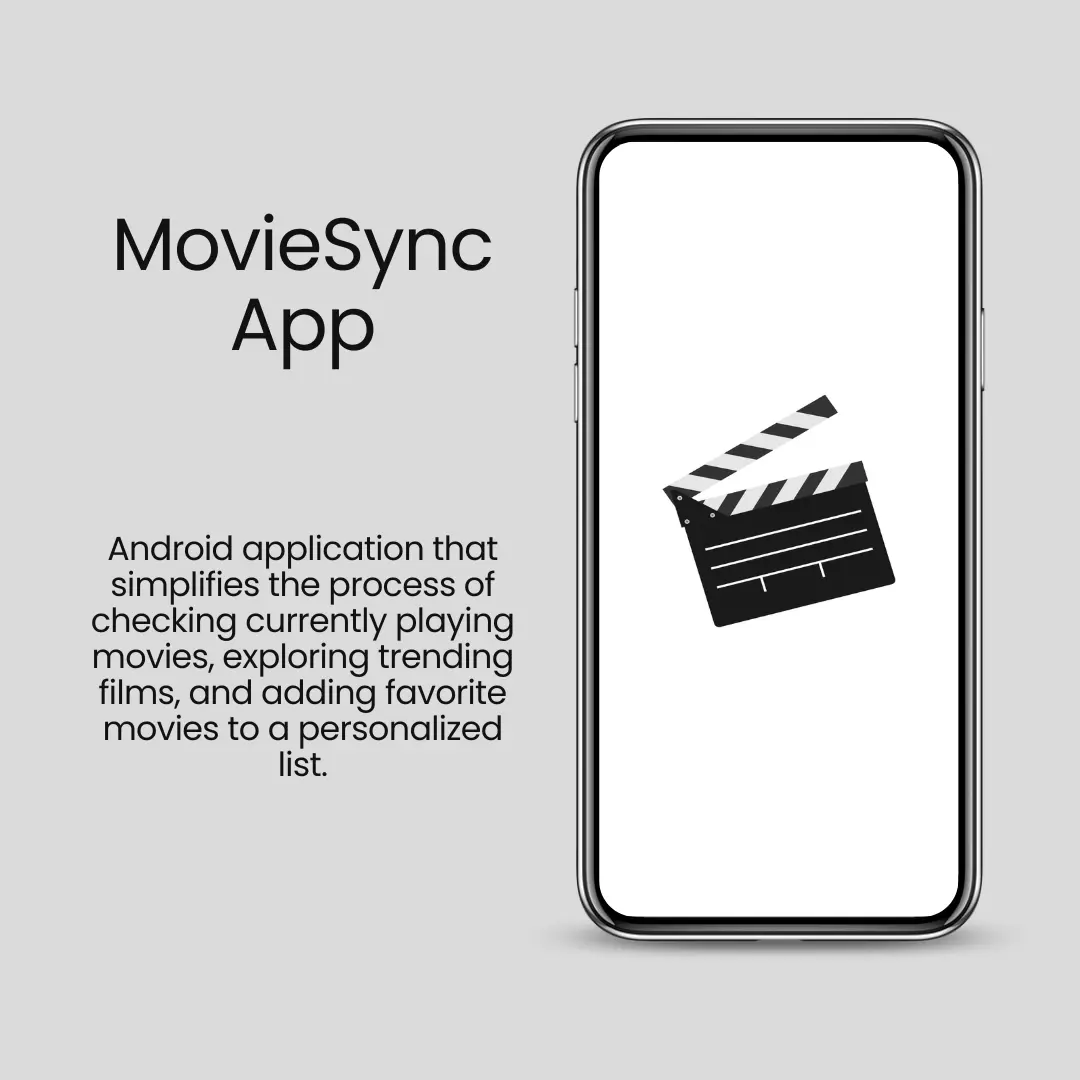 MovieSync
App
Android application that
simplifies the process of
checking currently playing
movies, exploring trending
films, and adding favorite
movies to a personalized
list.